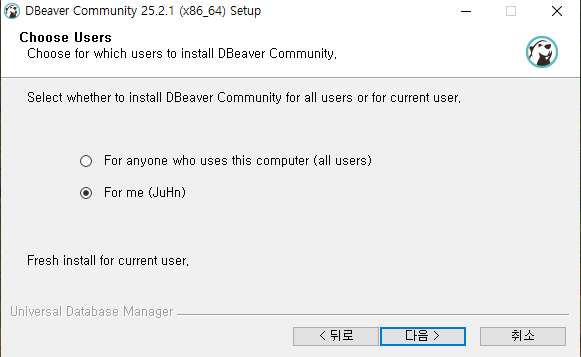 DBeaver Community 25.2.1 (x86_64) Setup
Choose Users
Choose for which users to install DBeaver Community.
Select whether to install DBeaver Community for all users or for current user.
For anyone who uses this computer (all users)
For me (JuHn)
Fresh install for current user.
Universal Database Manager
< 뒤로
다음 >
취소